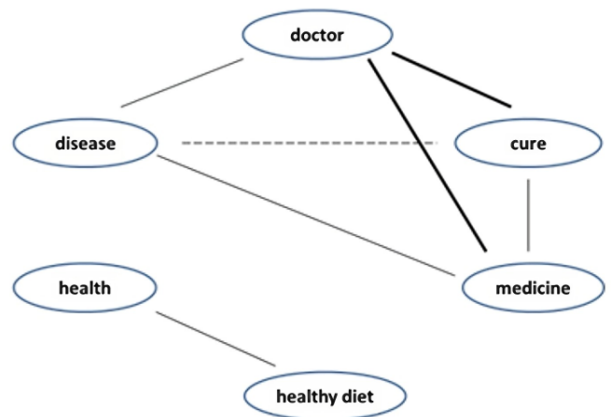 doctor
disease
cure
health
medicine
healthy diet